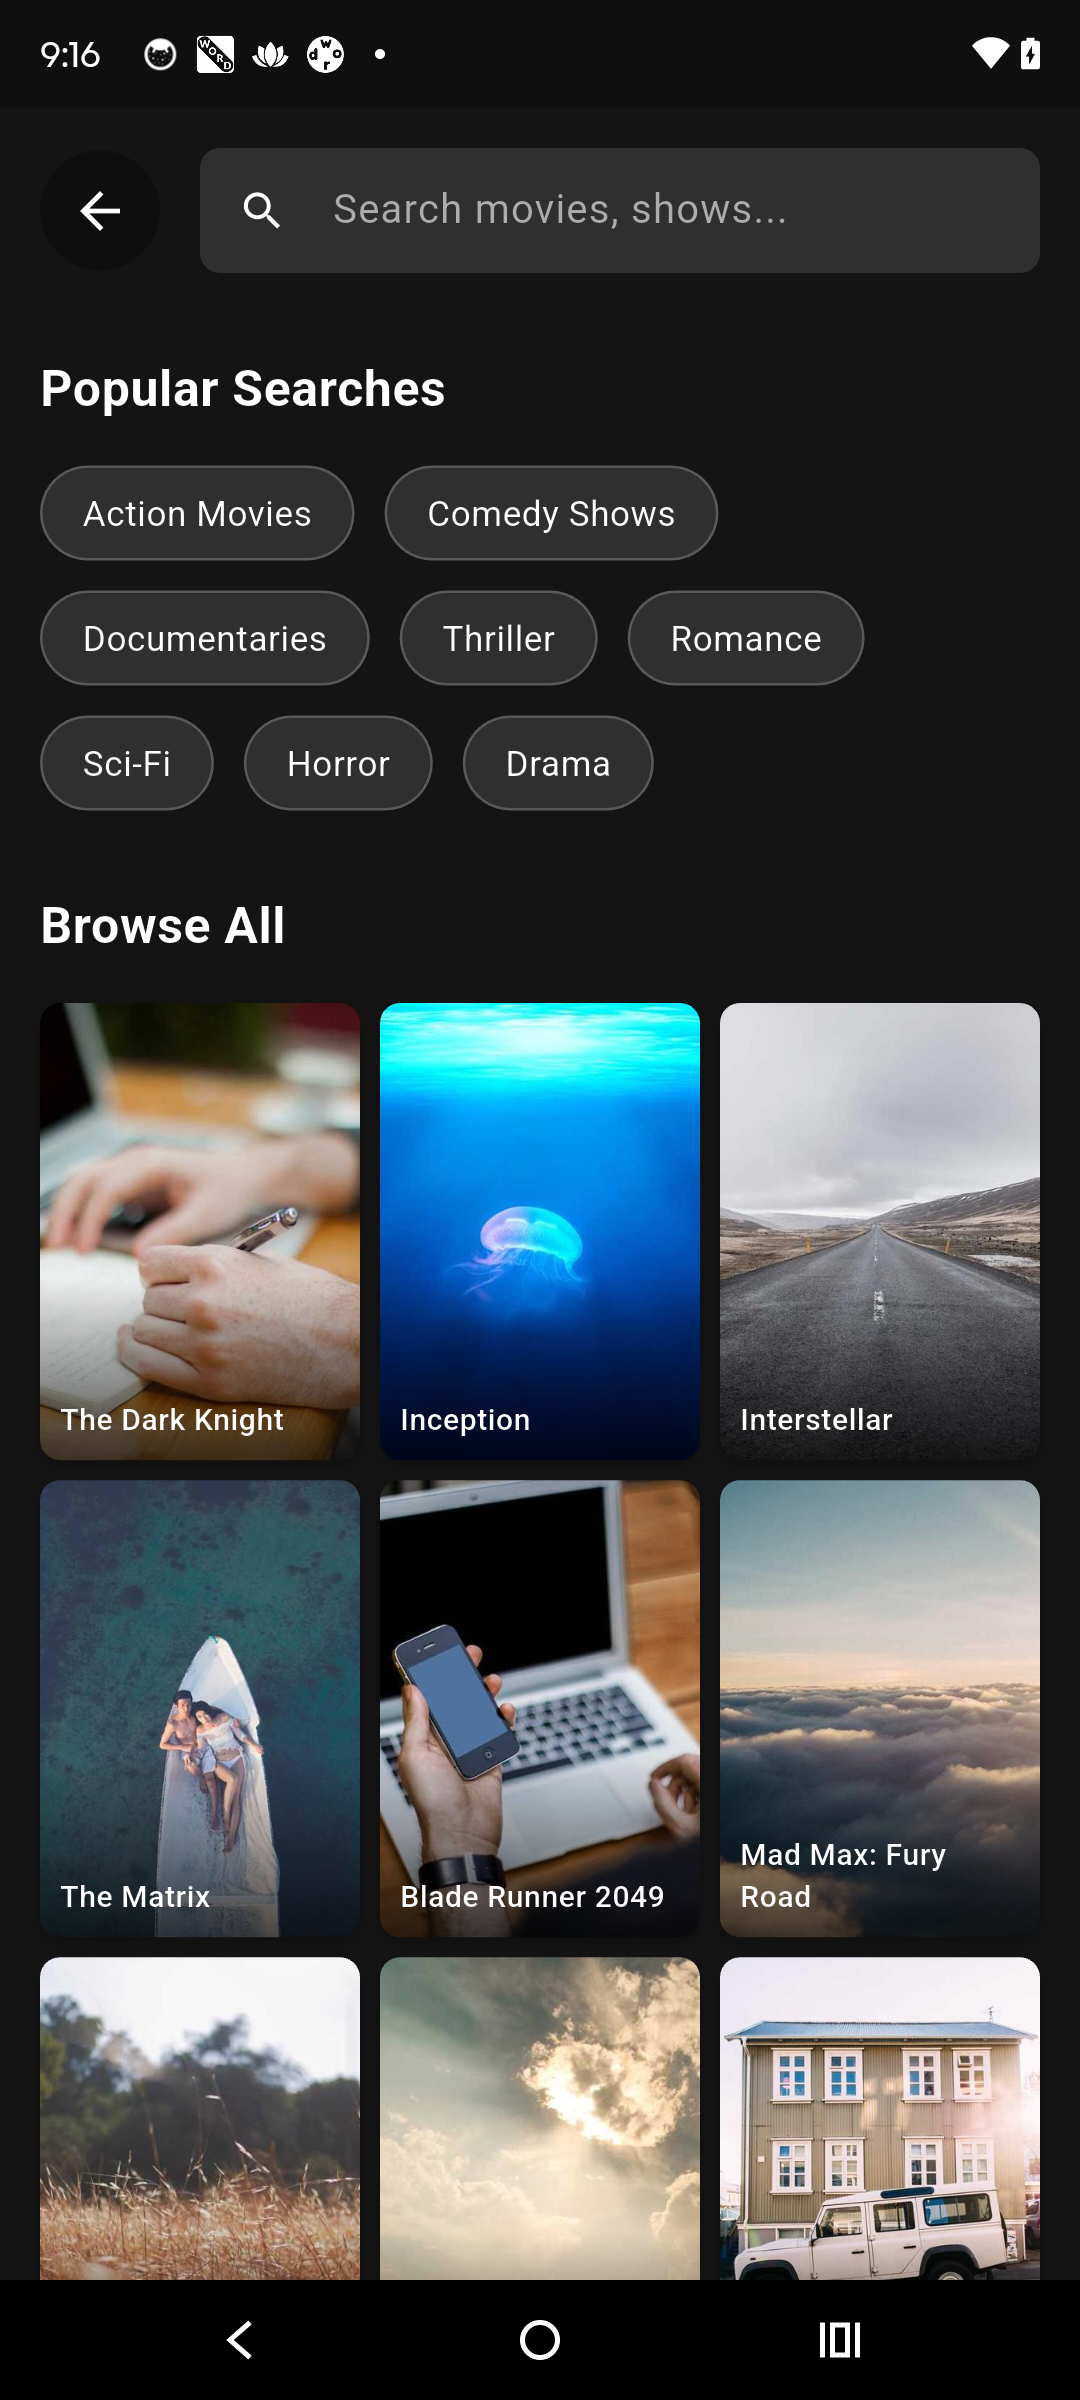 9:16
Search movies, shows...
Popular Searches
Action Movies
Comedy Shows
Documentaries
Thriller
Romance
Sci-Fi
Horror
Drama
Browse All
The Dark Knight
Inception
Interstellar
The Matrix
Blade Runner 2049
Mad Max: Fury
Road